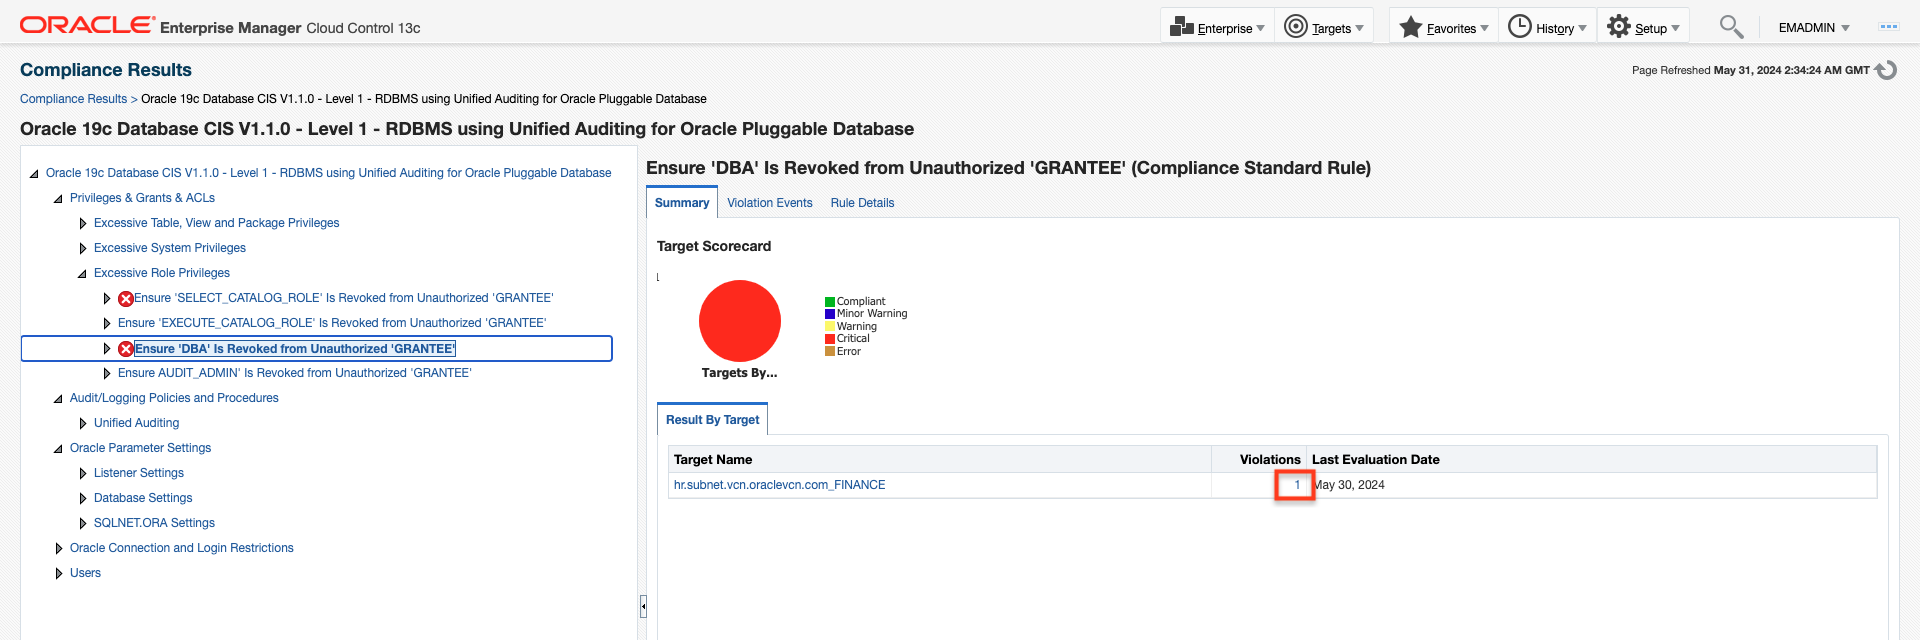 ORACLE Enterprise Manager Cloud Control 13c
Enterprise Targets Favorites History Setup EMADMIN
Compliance Results
Page Refreshed May 31, 2024 2:34:24 AM GMT
Compliance Results > Oracle 19c Database CIS V1.1.0 - Level 1 - RDBMS using Unified Auditing for Oracle Pluggable Database
Oracle 19c Database CIS V1.1.0 - Level 1 - RDBMS using Unified Auditing for Oracle Pluggable Database
Oracle 19c Database CIS V1.1.0 - Level 1 - RDBMS using Unified Auditing for Oracle Pluggable Database
Privileges & Grants & ACLs
Excessive Table, View and Package Privileges
Excessive System Privileges
Excessive Role Privileges
Ensure 'SELECT_CATALOG_ROLE' Is Revoked from Unauthorized 'GRANTEE'
Ensure 'EXECUTE_CATALOG_ROLE' Is Revoked from Unauthorized 'GRANTEE'
Ensure 'DBA' Is Revoked from Unauthorized 'GRANTEE'
Ensure AUDIT_ADMIN' Is Revoked from Unauthorized 'GRANTEE'
Audit/Logging Policies and Procedures
Unified Auditing
Oracle Parameter Settings
Listener Settings
Database Settings
SQLNET.ORA Settings
Oracle Connection and Login Restrictions
Users
Ensure 'DBA' Is Revoked from Unauthorized 'GRANTEE' (Compliance Standard Rule)
Summary Violation Events Rule Details
Target Scorecard
1
Compliant
Minor Warning
Warning
Critical
Error
Targets By...
Result By Target
Target Name Violations Last Evaluation Date
hr.subnet.vcn.oraclevcn.com_FINANCE 1 May 30, 2024